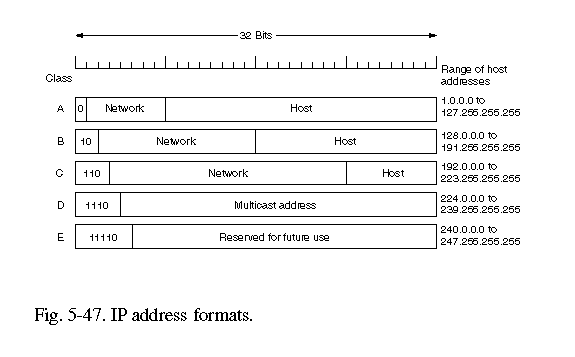 32 Bits
Class
Range of host
addresses
A
0
Network
Host
1.0.0.0 to
127.255.255.255
B
10
Network
Host
128.0.0.0 to
191.255.255.255
C
110
Network
Host
192.0.0.0 to
223.255.255.255
D
1110
Multicast address
224.0.0.0 to
239.255.255.255
E
11110
Reserved for future use
240.0.0.0 to
247.255.255.255
Fig. 5-47. IP address formats.